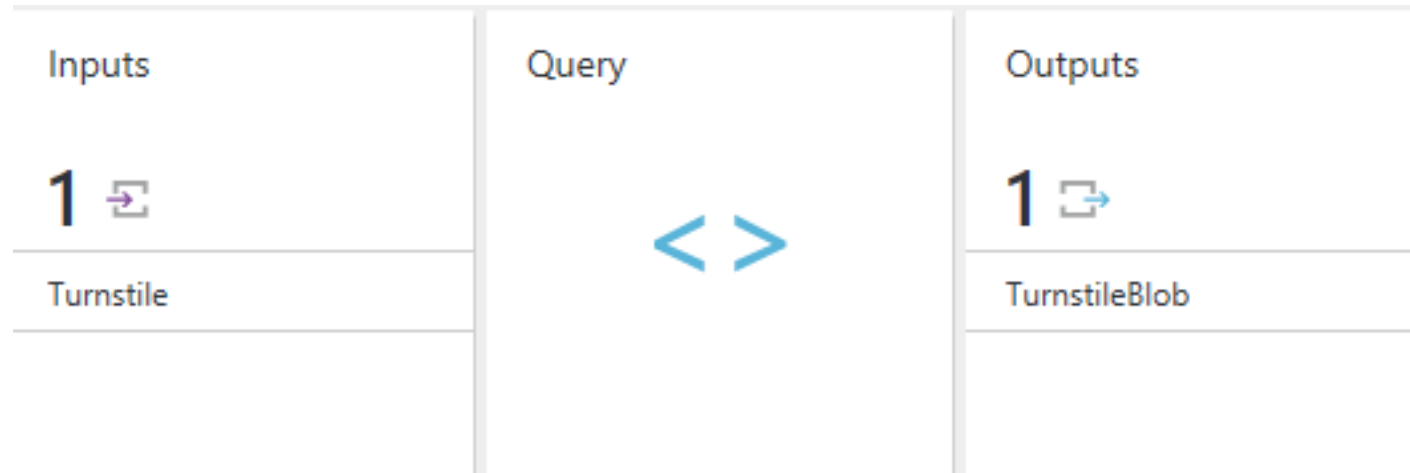 Inputs
1
Turnstile
Query
< >
Outputs
1
TurnstileBlob